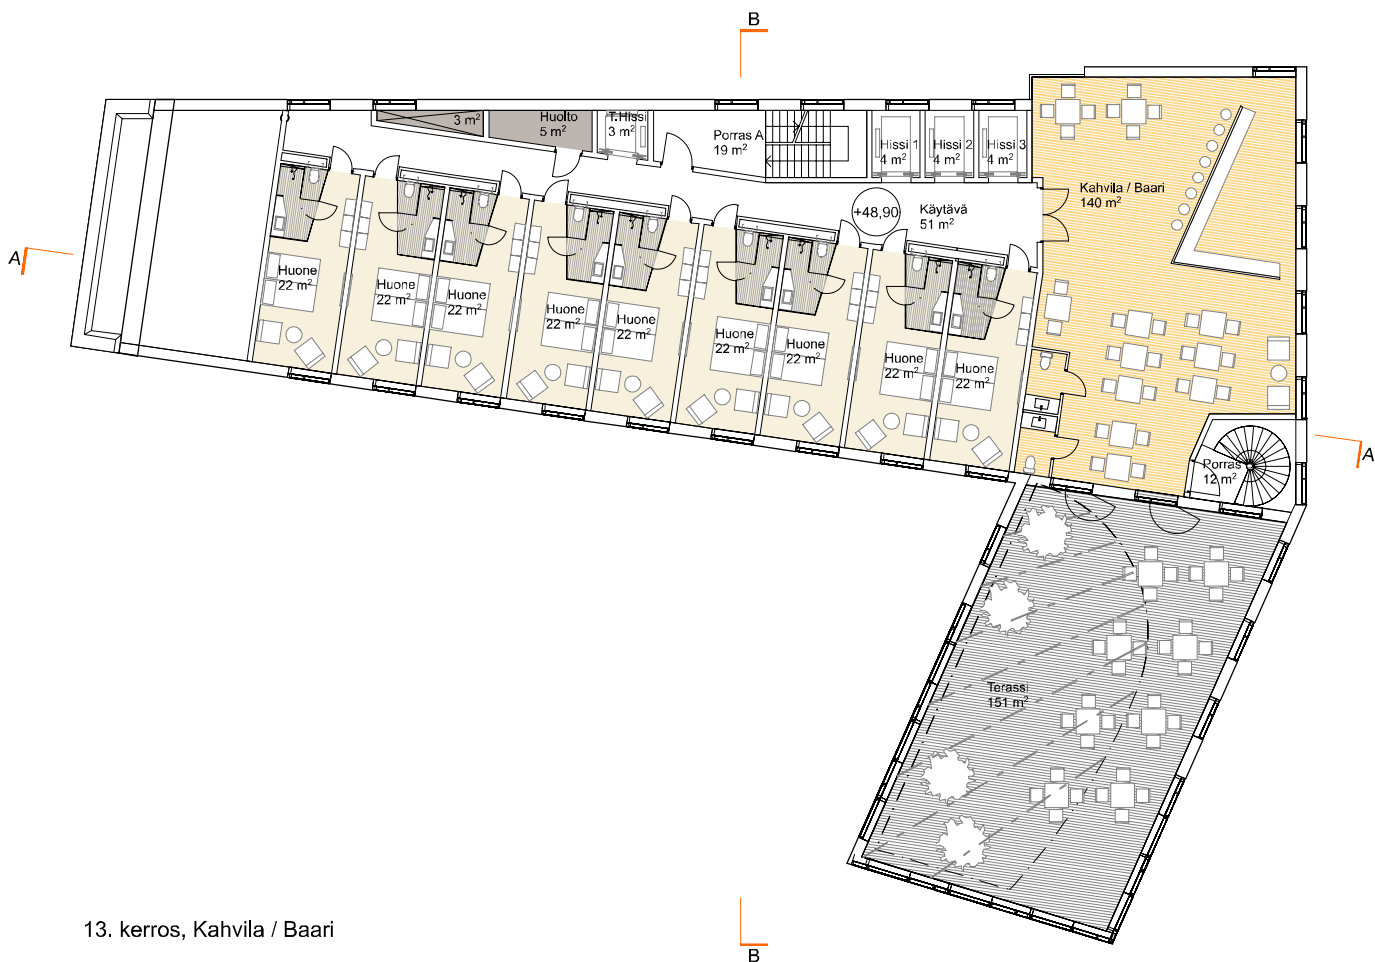 B
3 m²
Huolto
5 m²
T.Hissi
3 m²
Porras A
19 m²
Hissi 1
4 m²
Hissi 2
4 m²
Hissi 3
4 m²
Kahvila / Baari
140 m²
+48,90
Käytävä
51 m²
A
Huone
22 m²
Huone
22 m²
Huone
22 m²
Huone
22 m²
Huone
22 m²
Huone
22 m²
Huone
22 m²
Huone
22 m²
Huone
22 m²
A
Porras
12 m²
Terassi
151 m²
13. kerros, Kahvila / Baari
B